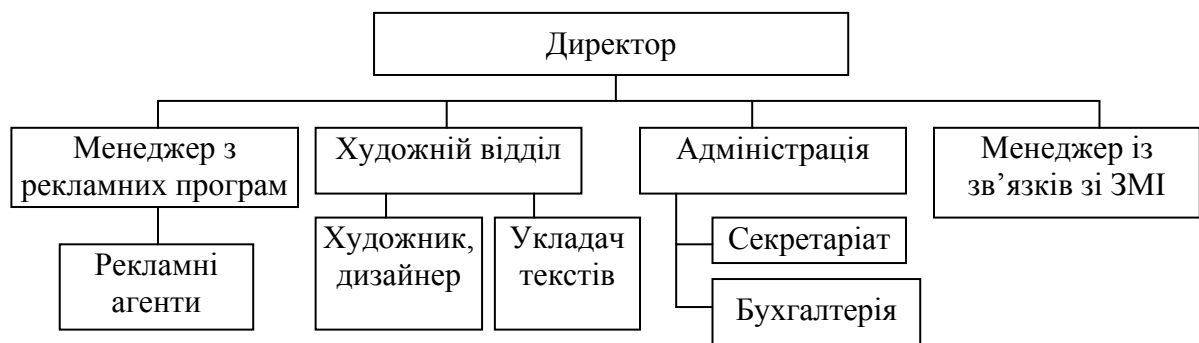 Директор
Менеджер з
рекламних програм
Художній відділ
Адміністрація
Менеджер із
зв’язків зі ЗМІ
Рекламні
агенти
Художник,
дизайнер
Укладач
текстів
Секретаріат
Бухгалтерія